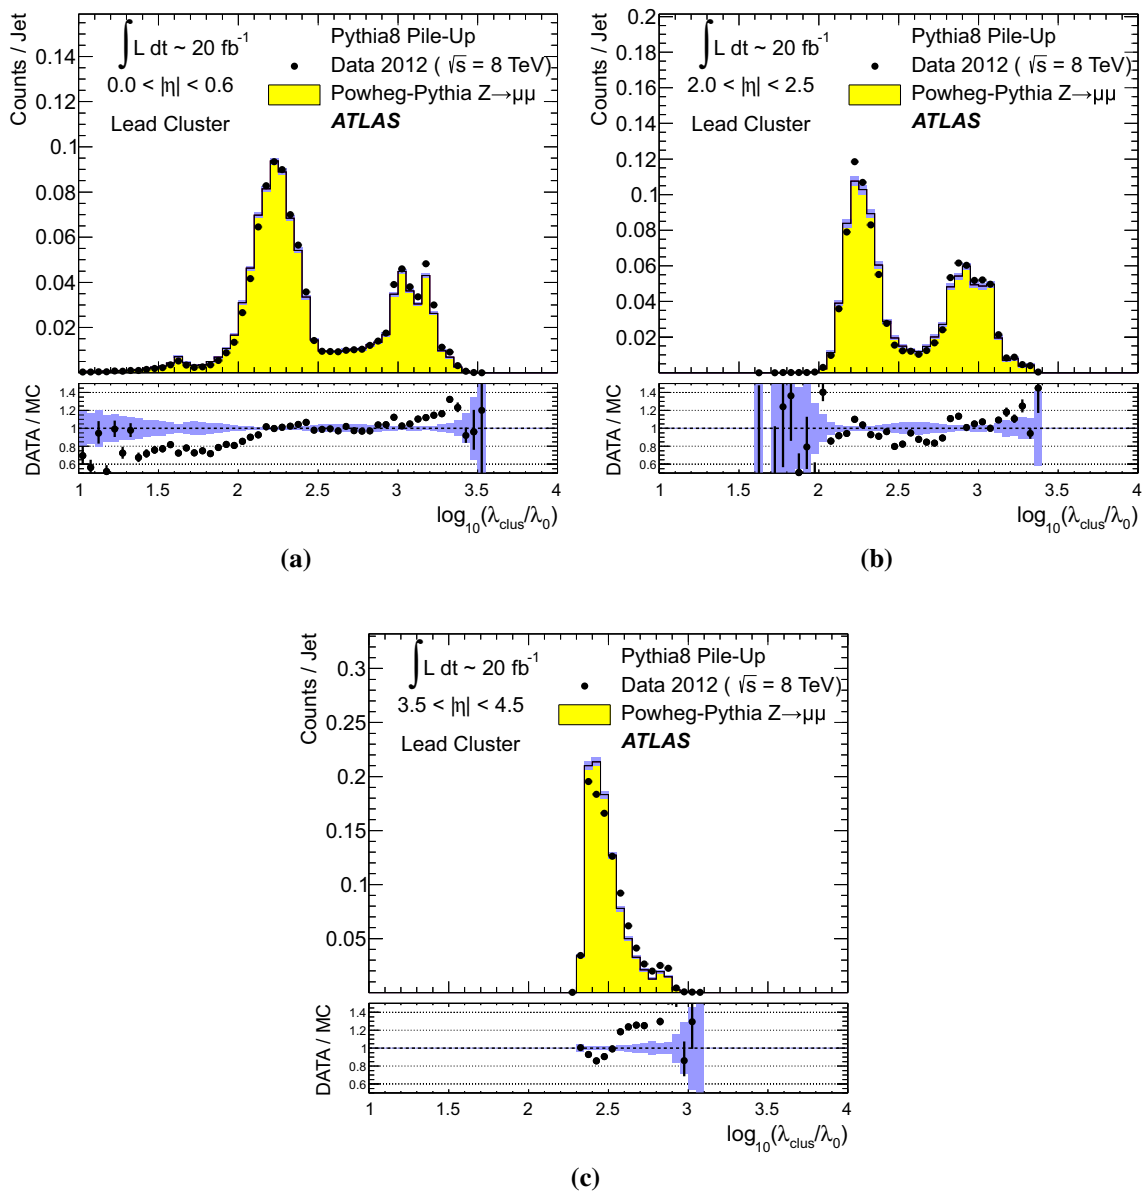 Counts / Jet
∫ L dt ~ 20 fb⁻¹
0.0 < |η| < 0.6
Lead Cluster
Pythia8 Pile-Up
Data 2012 ( √s = 8 TeV)
Powheg-Pythia Z→μμ
ATLAS
0.14
0.12
0.1
0.08
0.06
0.04
0.02
DATA / MC
1.4
1.2
1
0.8
0.6
1 1.5 2 2.5 3 3.5 4
log₁₀(λ_clus/λ₀)
(a)
Counts / Jet
∫ L dt ~ 20 fb⁻¹
2.0 < |η| < 2.5
Lead Cluster
Pythia8 Pile-Up
Data 2012 ( √s = 8 TeV)
Powheg-Pythia Z→μμ
ATLAS
0.2
0.18
0.16
0.14
0.12
0.1
0.08
0.06
0.04
0.02
DATA / MC
1.4
1.2
1
0.8
0.6
1 1.5 2 2.5 3 3.5 4
log₁₀(λ_clus/λ₀)
(b)
Counts / Jet
∫ L dt ~ 20 fb⁻¹
3.5 < |η| < 4.5
Lead Cluster
Pythia8 Pile-Up
Data 2012 ( √s = 8 TeV)
Powheg-Pythia Z→μμ
ATLAS
0.3
0.25
0.2
0.15
0.1
0.05
DATA / MC
1.4
1.2
1
0.8
0.6
1 1.5 2 2.5 3 3.5 4
log₁₀(λ_clus/λ₀)
(c)